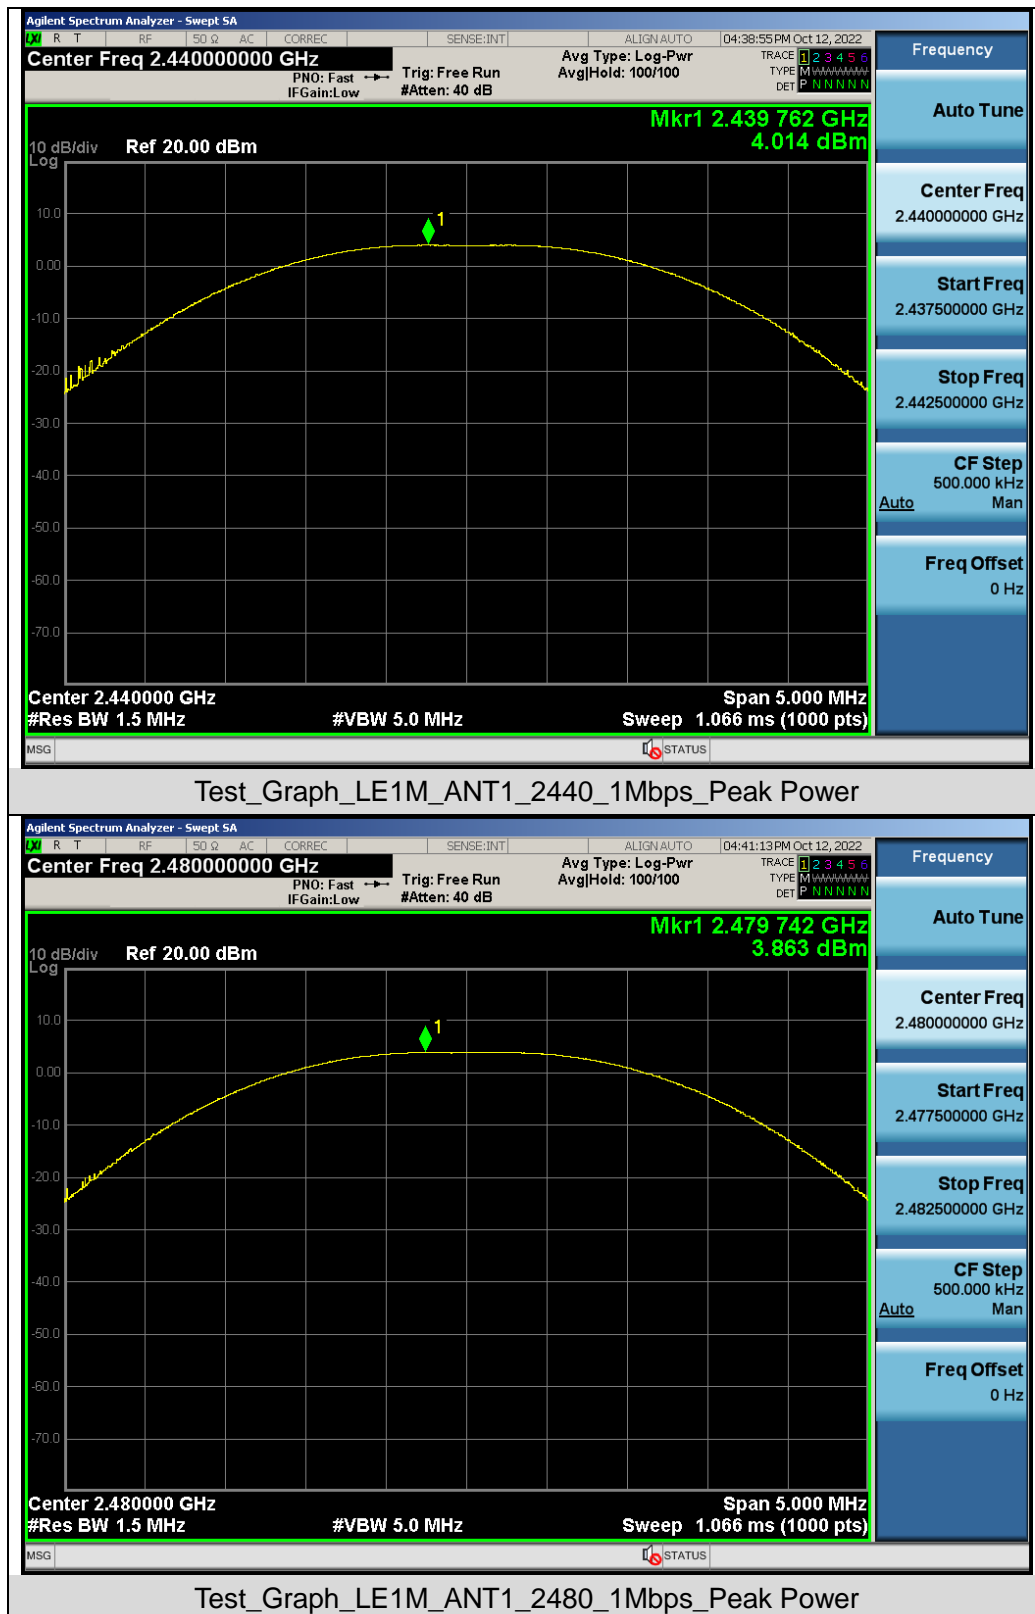 Agilent Spectrum Analyzer - Swept SA
LXI R T RF 50 Ω AC CORREC SENSE:INT ALIGN AUTO 04:38:55 PM Oct 12, 2022
Center Freq 2.440000000 GHz
PNO: Fast
IFGain:Low
Trig: Free Run
#Atten: 40 dB
Avg Type: Log-Pwr
Avg|Hold: 100/100
TRACE 1 2 3 4 5 6
TYPE M
DET P N N N N N
Mkr1 2.439 762 GHz
4.014 dBm
10 dB/div Ref 20.00 dBm
Log
1
10.0
0.00
-10.0
-20.0
-30.0
-40.0
-50.0
-60.0
-70.0
Center 2.440000 GHz Span 5.000 MHz
#Res BW 1.5 MHz #VBW 5.0 MHz Sweep 1.066 ms (1000 pts)
MSG STATUS
Frequency
Auto Tune
Center Freq
2.440000000 GHz
Start Freq
2.437500000 GHz
Stop Freq
2.442500000 GHz
CF Step
500.000 kHz
Auto Man
Freq Offset
0 Hz
Test_Graph_LE1M_ANT1_2440_1Mbps_Peak Power
Agilent Spectrum Analyzer - Swept SA
LXI R T RF 50 Ω AC CORREC SENSE:INT ALIGN AUTO 04:41:13 PM Oct 12, 2022
Center Freq 2.480000000 GHz
PNO: Fast
IFGain:Low
Trig: Free Run
#Atten: 40 dB
Avg Type: Log-Pwr
Avg|Hold: 100/100
TRACE 1 2 3 4 5 6
TYPE M
DET P N N N N N
Mkr1 2.479 742 GHz
3.863 dBm
10 dB/div Ref 20.00 dBm
Log
1
10.0
0.00
-10.0
-20.0
-30.0
-40.0
-50.0
-60.0
-70.0
Center 2.480000 GHz Span 5.000 MHz
#Res BW 1.5 MHz #VBW 5.0 MHz Sweep 1.066 ms (1000 pts)
MSG STATUS
Frequency
Auto Tune
Center Freq
2.480000000 GHz
Start Freq
2.477500000 GHz
Stop Freq
2.482500000 GHz
CF Step
500.000 kHz
Auto Man
Freq Offset
0 Hz
Test_Graph_LE1M_ANT1_2480_1Mbps_Peak Power